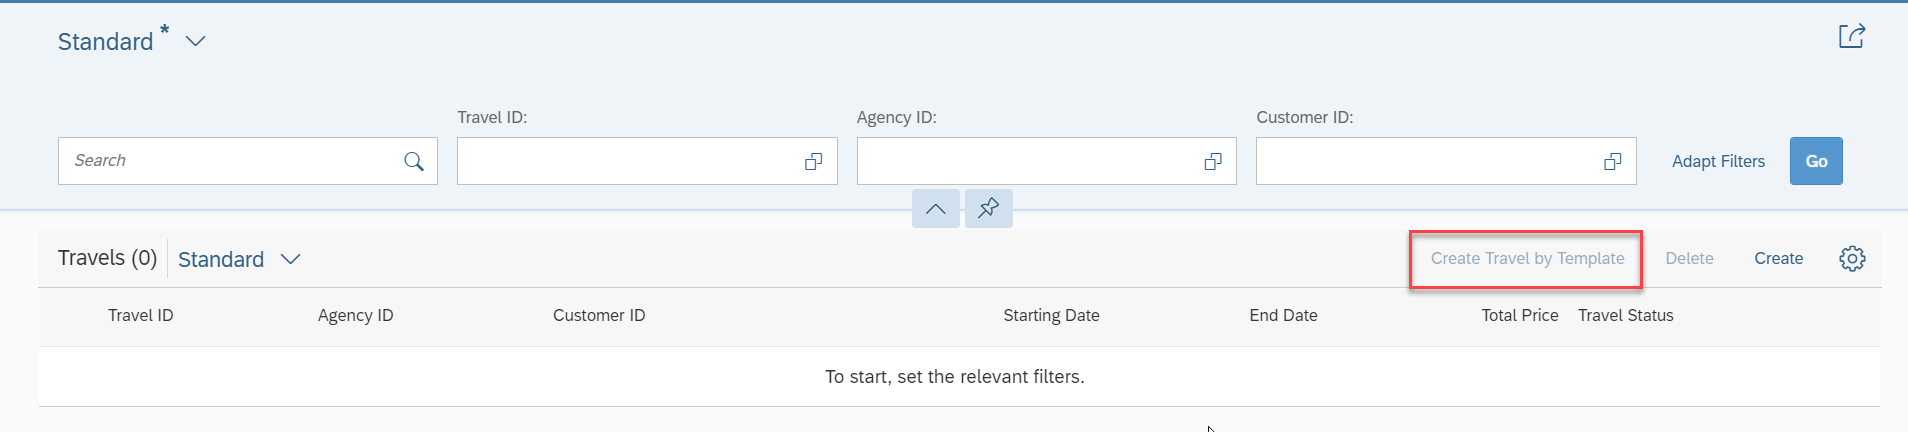 Standard *
Travel ID: Agency ID: Customer ID:
Search Adapt Filters Go
Travels (0) Standard Create Travel by Template Delete Create
Travel ID Agency ID Customer ID Starting Date End Date Total Price Travel Status
To start, set the relevant filters.